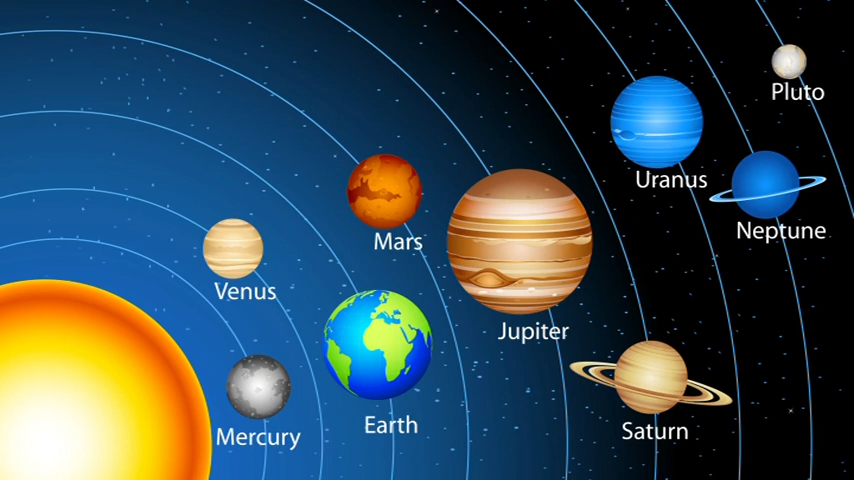 Pluto
Uranus
Neptune
Mars
Venus
Jupiter
Earth
Saturn
Mercury